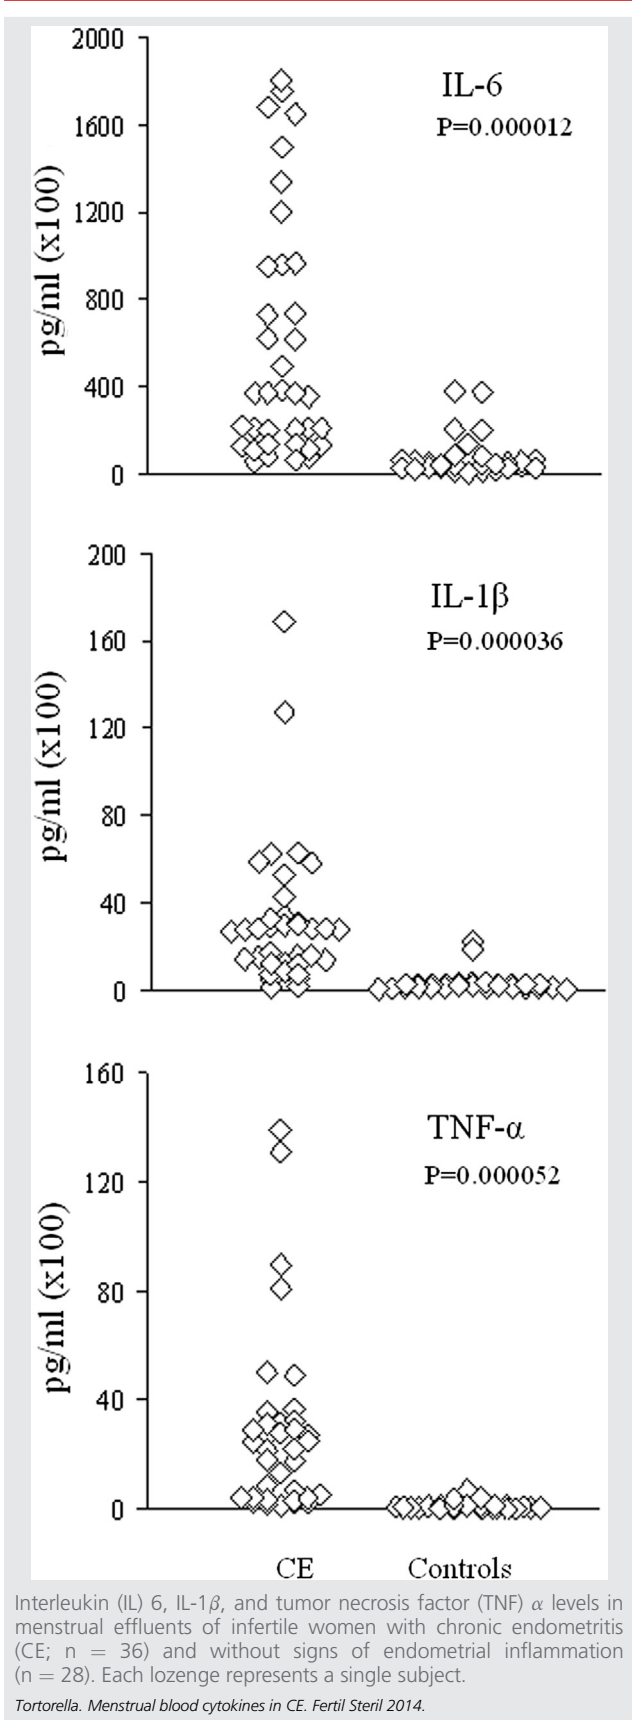 2000
1600
1200
800
400
0
pg/ml (x100)
IL-6
P=0.000012
200
160
120
80
40
0
pg/ml (x100)
IL-1β
P=0.000036
160
120
80
40
0
pg/ml (x100)
TNF-α
P=0.000052
CE Controls
Interleukin (IL) 6, IL-1β, and tumor necrosis factor (TNF) α levels in
menstrual effluents of infertile women with chronic endometritis
(CE; n = 36) and without signs of endometrial inflammation
(n = 28). Each lozenge represents a single subject.
Tortorella. Menstrual blood cytokines in CE. Fertil Steril 2014.